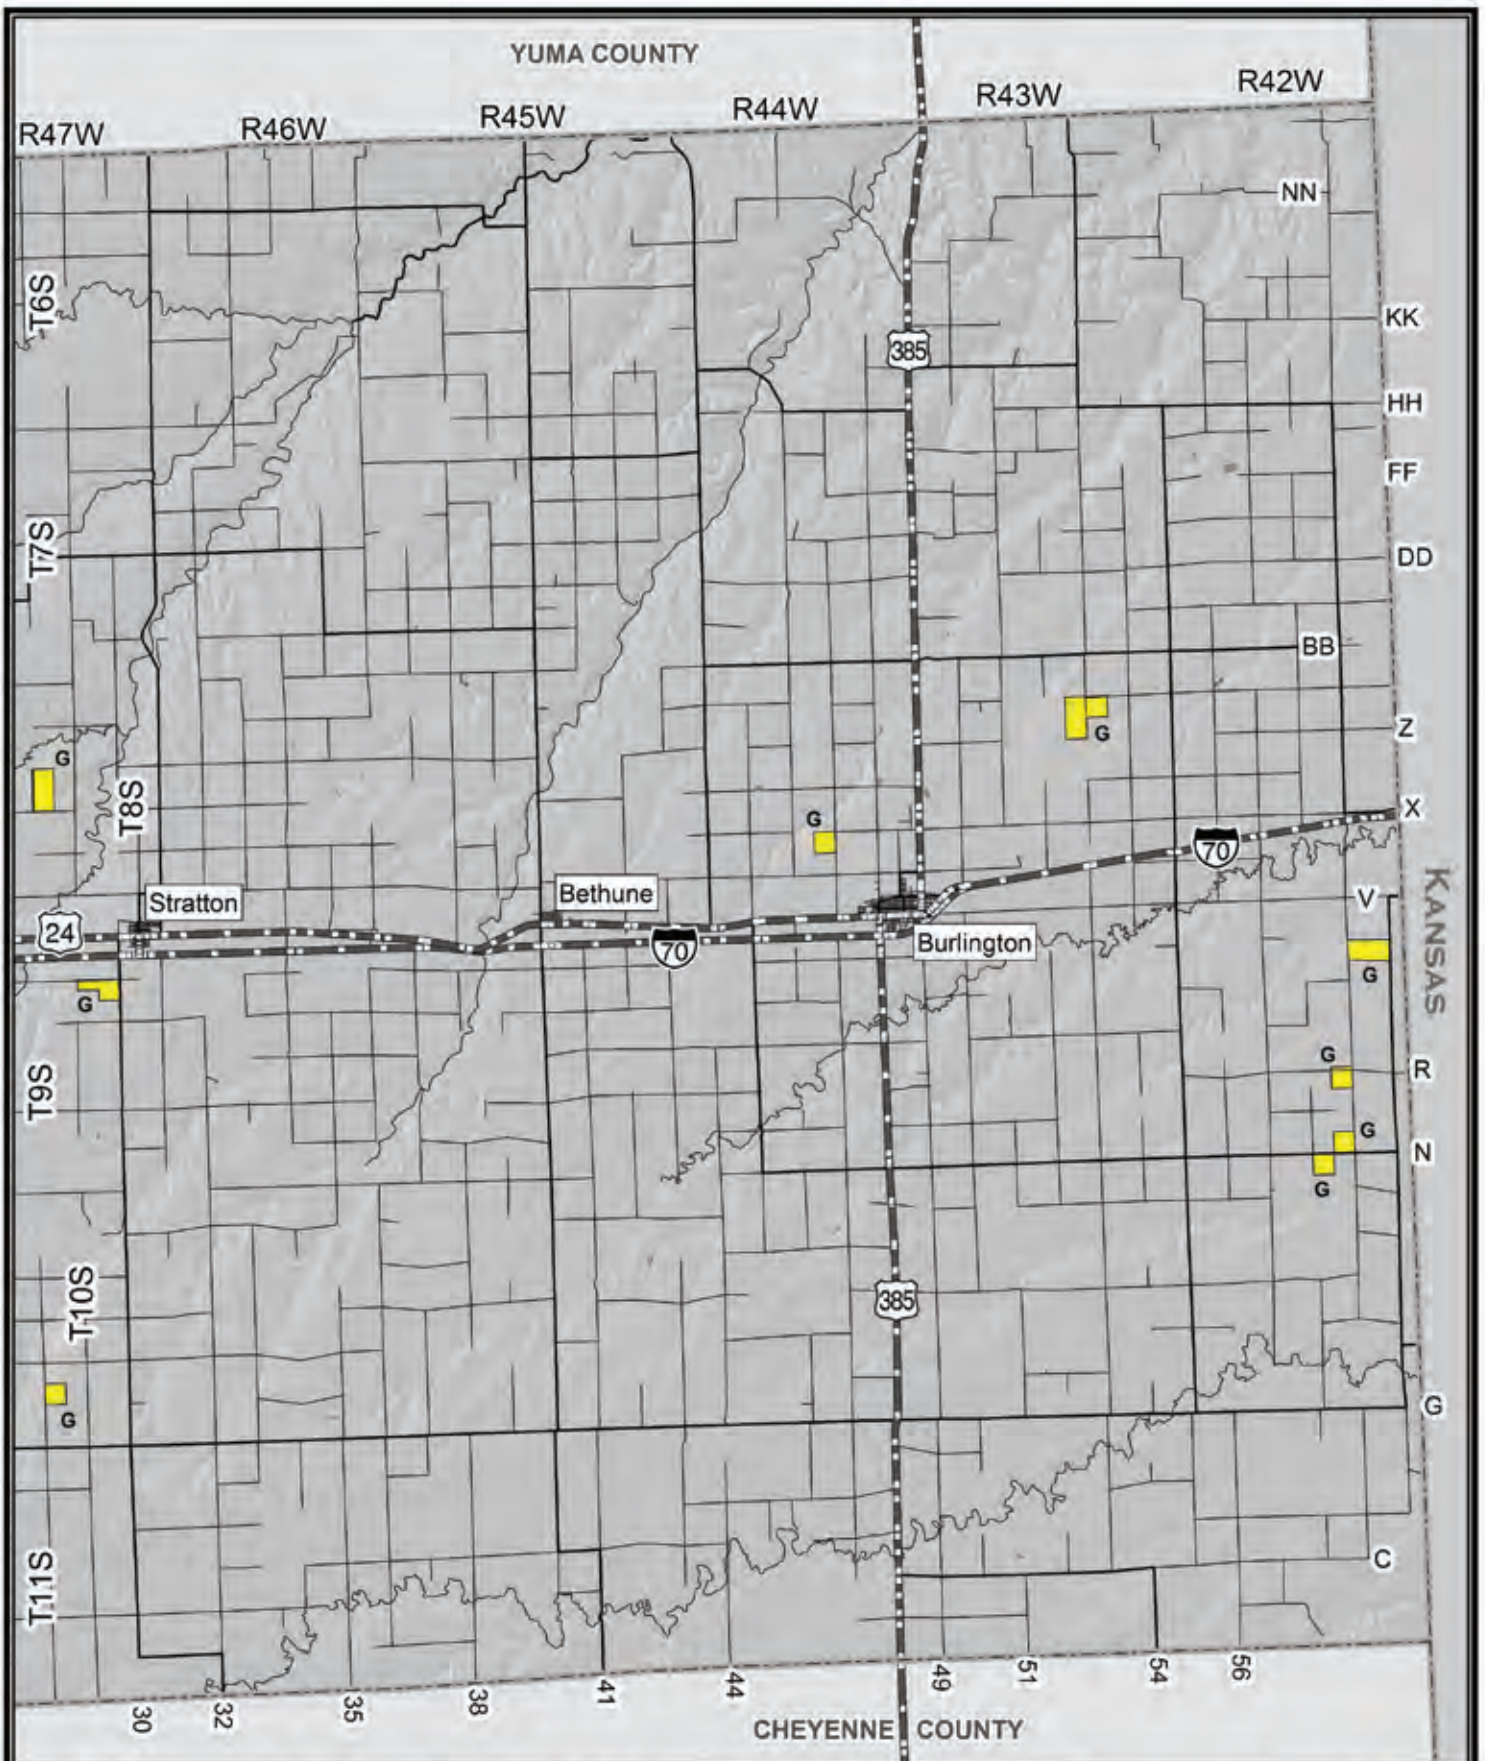 YUMA COUNTY
R47W
R46W
R45W
R44W
R43W
R42W
NN
T6S
KK
385
HH
FF
T7S
DD
BB
Z
G
G
T8S
G
X
70
Stratton
Bethune
V
KANSAS
24
70
Burlington
G
G
G
R
T9S
G
N
G
T10S
385
G
G
T11S
C
30
32
35
38
41
44
49
51
54
56
CHEYENNE COUNTY